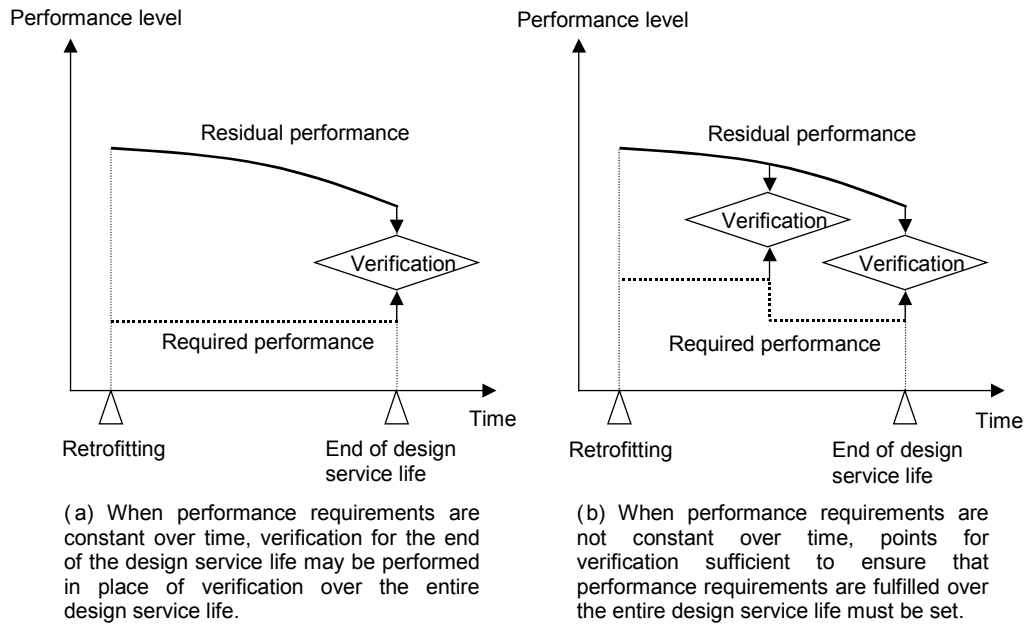 Performance level
Residual performance
Verification
Required performance
Time
Retrofitting
End of design
service life
(a) When performance requirements are
constant over time, verification for the end
of the design service life may be performed
in place of verification over the entire
design service life.
Performance level
Residual performance
Verification
Verification
Required performance
Time
Retrofitting
End of design
service life
(b) When performance requirements are
not constant over time, points for
verification sufficient to ensure that
performance requirements are fulfilled over
the entire design service life must be set.